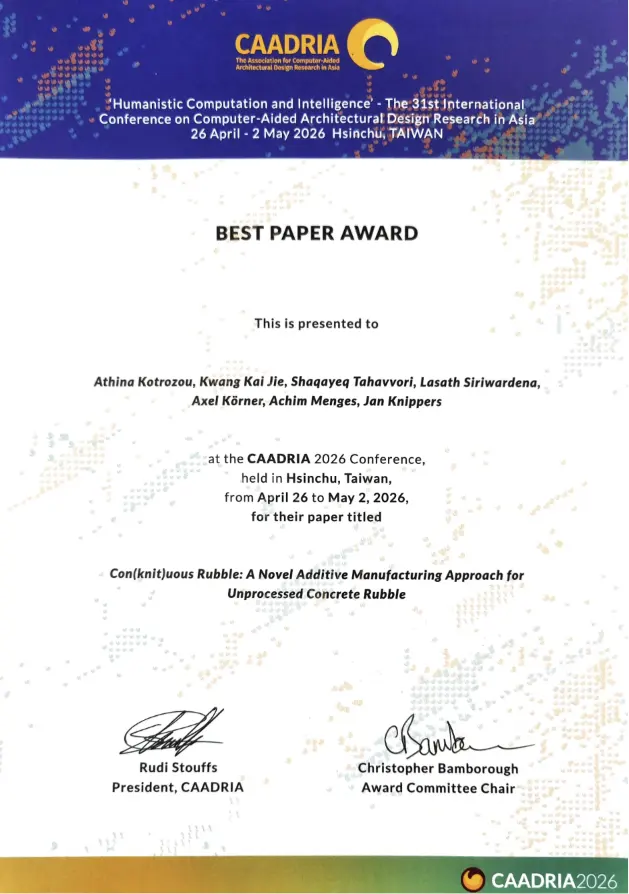 CAADRIA
The Association for Computer-Aided
Architectural Design Research in Asia
'Humanistic Computation and Intelligence' - The 31st International
Conference on Computer-Aided Architectural Design Research in Asia
26 April - 2 May 2026 Hsinchu, TAIWAN
BEST PAPER AWARD
This is presented to
Athina Kotrozou, Kwang Kai Jie, Shaqayeq Tahavvori, Lasath Siriwardena,
Axel Körner, Achim Menges, Jan Knippers
at the CAADRIA 2026 Conference,
held in Hsinchu, Taiwan,
from April 26 to May 2, 2026,
for their paper titled
Con(knit)uous Rubble: A Novel Additive Manufacturing Approach for
Unprocessed Concrete Rubble
Rudi Stouffs
President, CAADRIA
Christopher Bamborough
Award Committee Chair
CAADRIA2026